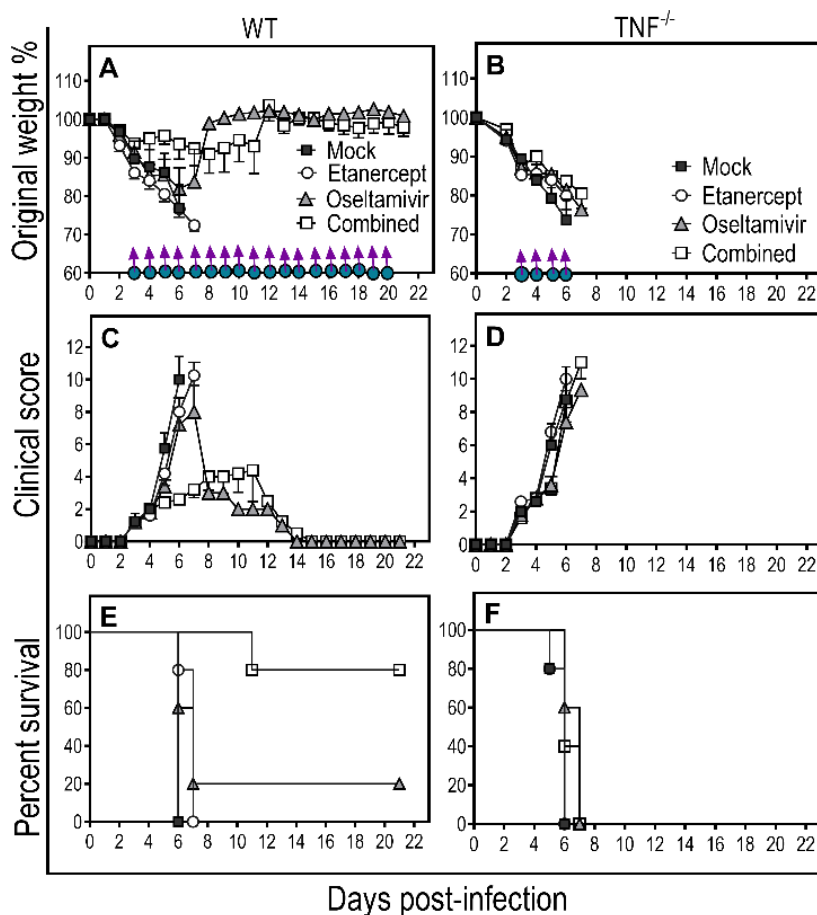 WT
TNF-/-
Original weight %
A
110
100
90
80
70
60
Mock
Etanercept
Oseltamivir
Combined
0 2 4 6 8 10 12 14 16 18 20 22
B
110
100
90
80
70
60
Mock
Etanercept
Oseltamivir
Combined
0 2 4 6 8 10 12 14 16 18 20 22
Clinical score
C
12
10
8
6
4
2
0
0 2 4 6 8 10 12 14 16 18 20 22
D
12
10
8
6
4
2
0
0 2 4 6 8 10 12 14 16 18 20 22
Percent survival
E
100
80
60
40
20
0
0 2 4 6 8 10 12 14 16 18 20 22
F
100
80
60
40
20
0
0 2 4 6 8 10 12 14 16 18 20 22
Days post-infection